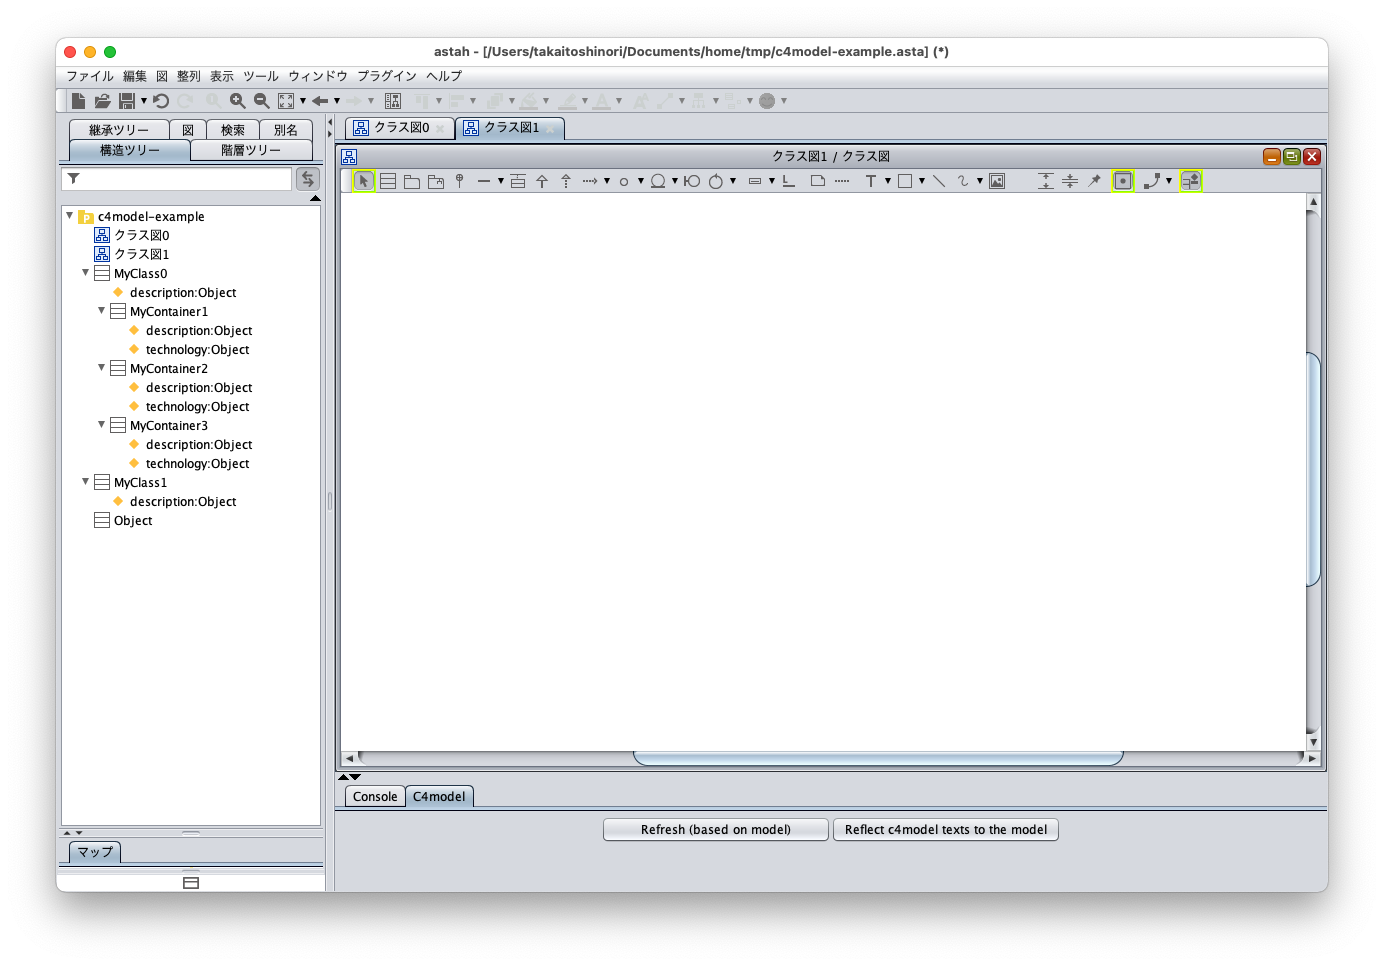 astah - [/Users/takaitoshinori/Documents/home/tmp/c4model-example.asta] (*)
ファイル 編集 図 整列 表示 ツール ウィンドウ プラグイン ヘルプ
継承ツリー 図 検索 別名
構造ツリー 階層ツリー
クラス図0 クラス図1
クラス図1 / クラス図
c4model-example
クラス図0
クラス図1
MyClass0
description:Object
MyContainer1
description:Object
technology:Object
MyContainer2
description:Object
technology:Object
MyContainer3
description:Object
technology:Object
MyClass1
description:Object
Object
Console C4model
Refresh (based on model) Reflect c4model texts to the model
マップ